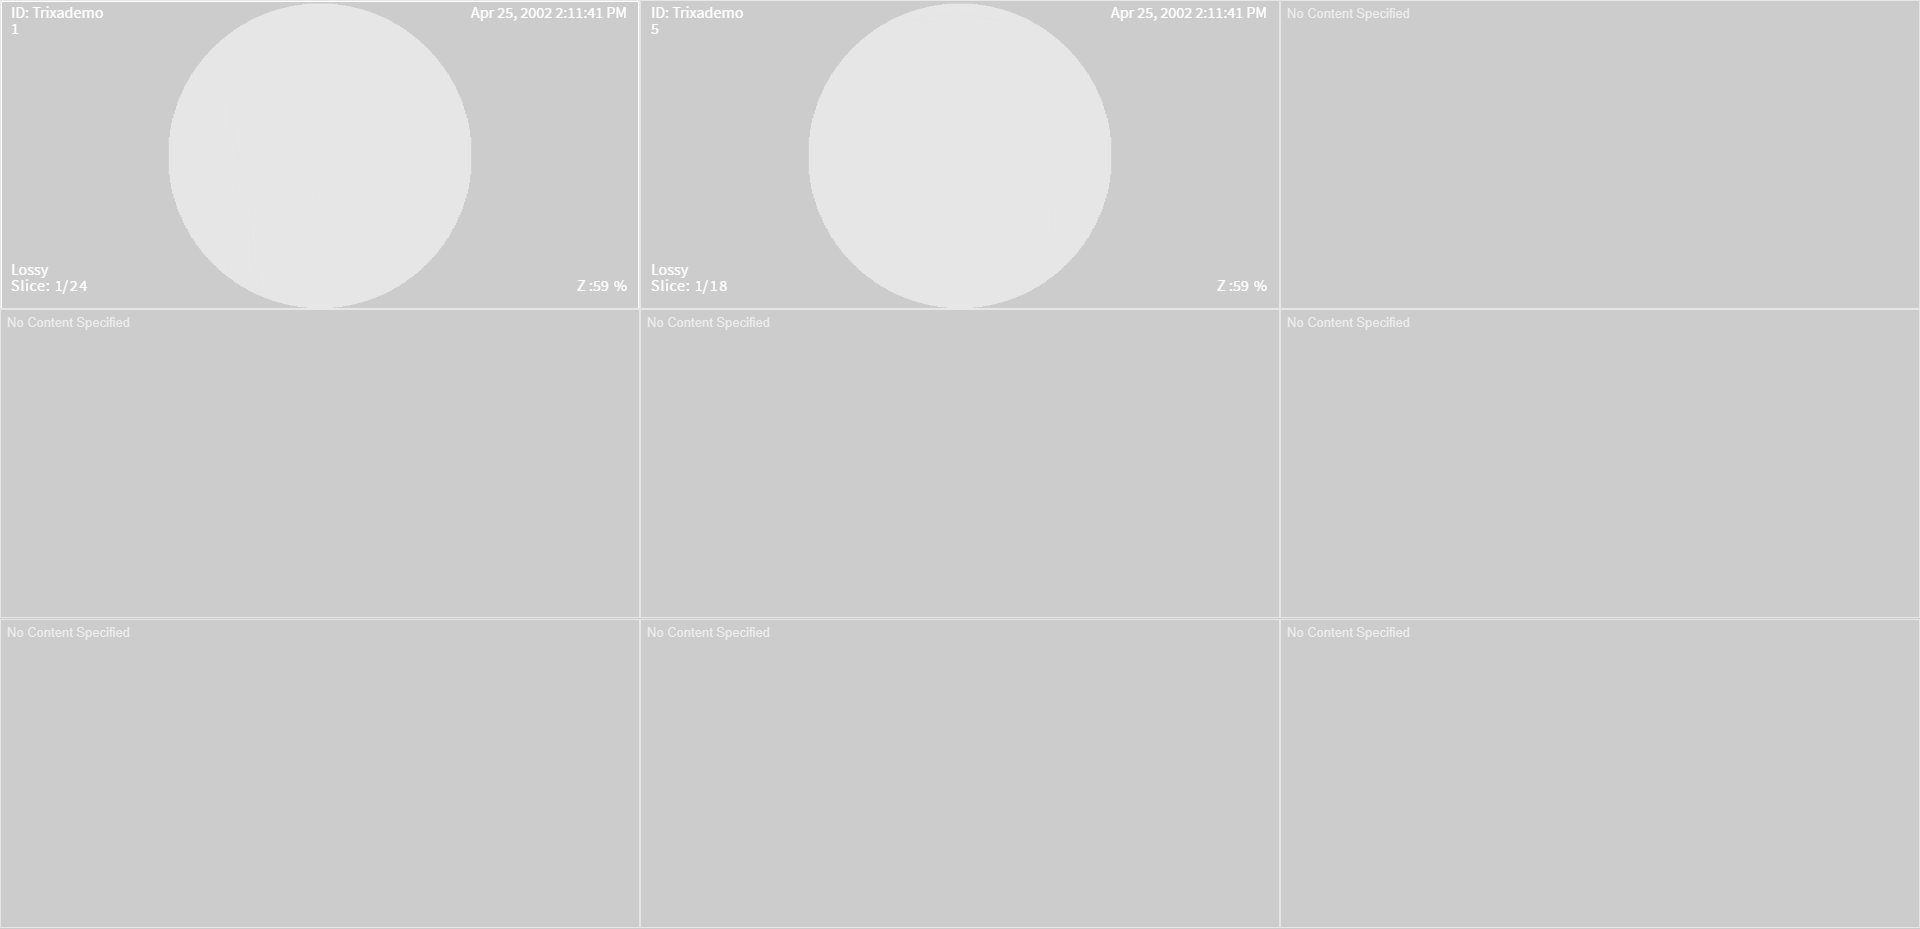 ID: Trixademo
1
Apr 25, 2002 2:11:41 PM
Lossy
Slice: 1/24
Z :59 %
ID: Trixademo
5
Apr 25, 2002 2:11:41 PM
Lossy
Slice: 1/18
Z :59 %
No Content Specified
No Content Specified
No Content Specified
No Content Specified
No Content Specified
No Content Specified
No Content Specified